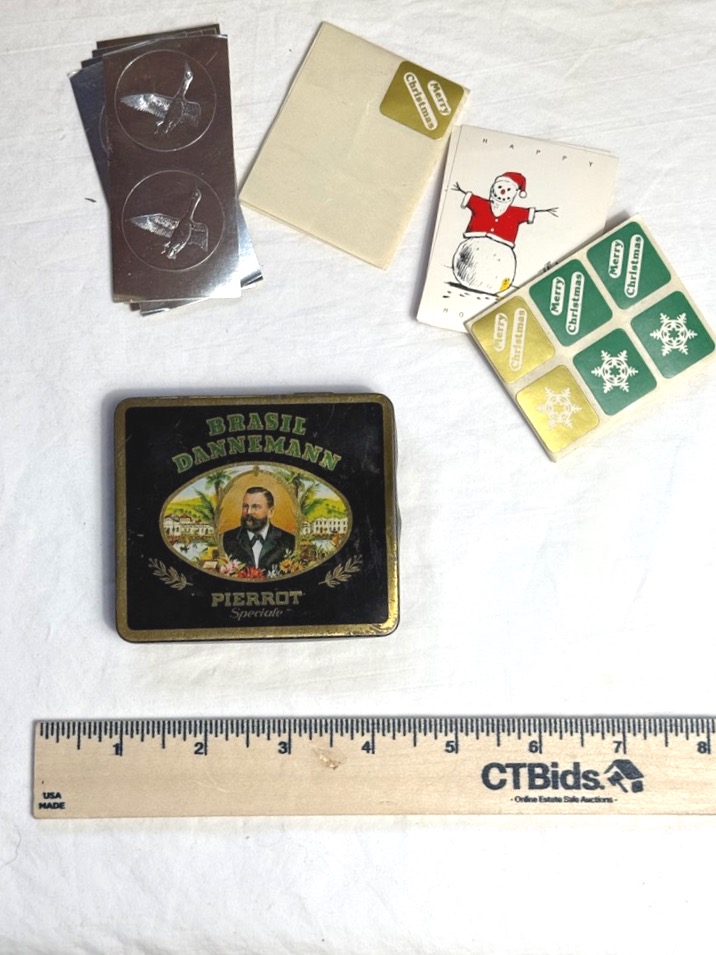 Merry
Christmas
HAPPY
HO
Merry
Christmas
Merry
Christmas
Merry
Christmas
BRASIL
DANNEMANN
PIERROT
Speciale
1 2 3 4 5 6 7 8
USA
MADE
CTBids.
- Online Estate Sale Auctions -